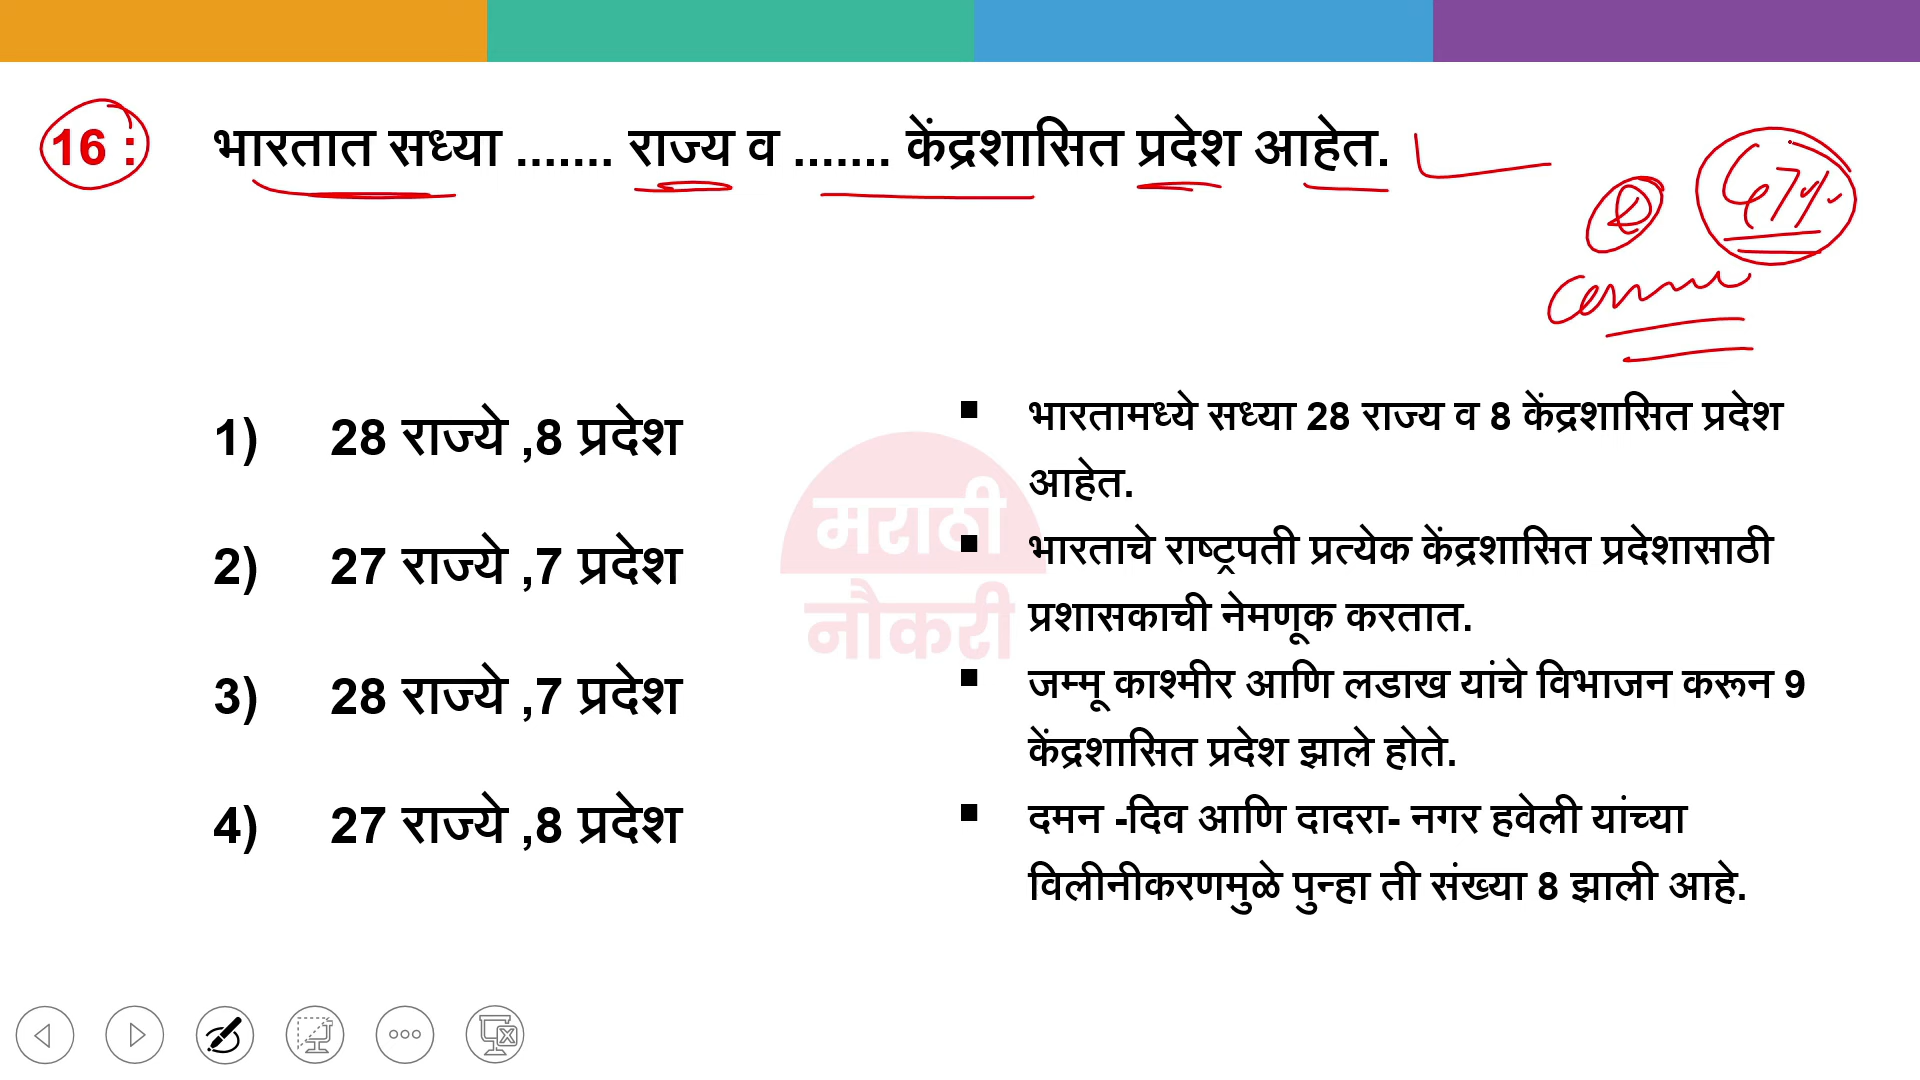 16 : भारतात सध्या ....... राज्य व ....... केंद्रशासित प्रदेश आहेत.
1) 28 राज्ये ,8 प्रदेश
2) 27 राज्ये ,7 प्रदेश
3) 28 राज्ये ,7 प्रदेश
4) 27 राज्ये ,8 प्रदेश
मराठी
नौकरी
▪ भारतामध्ये सध्या 28 राज्य व 8 केंद्रशासित प्रदेश
आहेत.
▪ भारताचे राष्ट्रपती प्रत्येक केंद्रशासित प्रदेशासाठी
प्रशासकाची नेमणूक करतात.
▪ जम्मू काश्मीर आणि लडाख यांचे विभाजन करून 9
केंद्रशासित प्रदेश झाले होते.
▪ दमन -दिव आणि दादरा- नगर हवेली यांच्या
विलीनीकरणमुळे पुन्हा ती संख्या 8 झाली आहे.